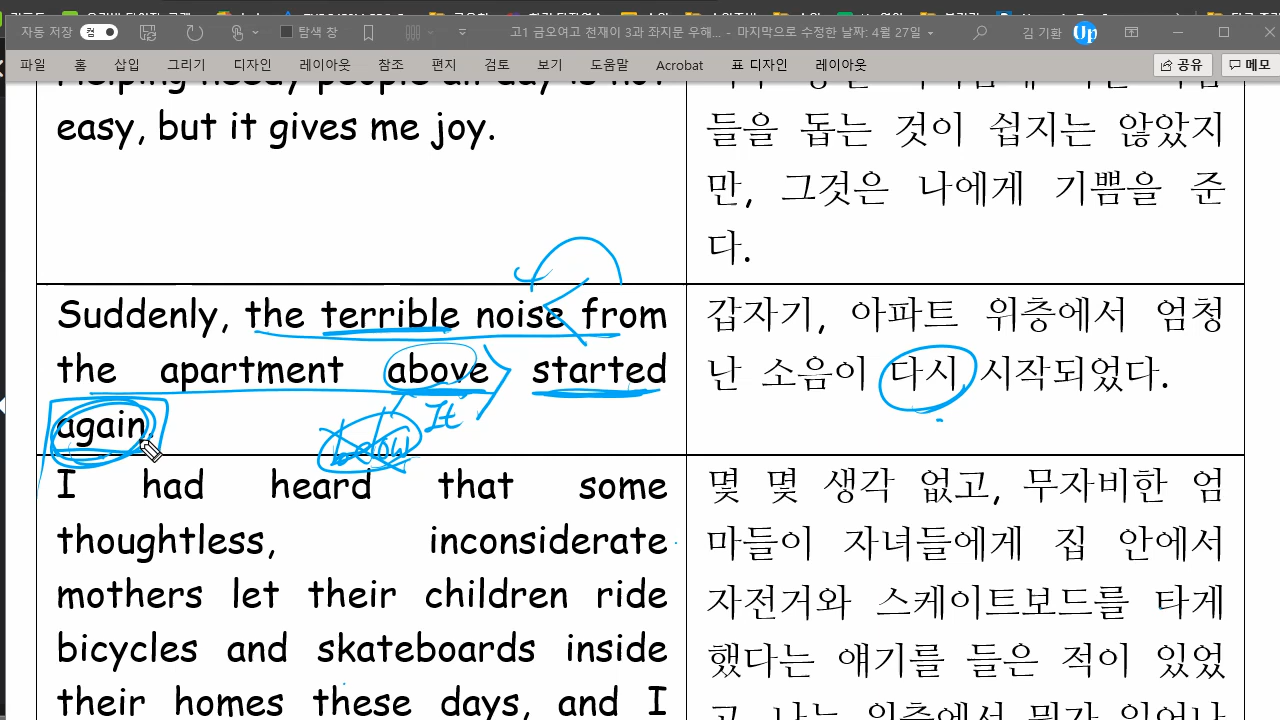 자동 저장 켬 탐색 창 고1 금오여고 천재이 3과 좌지문 우해... - 마지막으로 수정한 날짜: 4월 27일 김 기환 Up
파일 홈 삽입 그리기 디자인 레이아웃 참조 편지 검토 보기 도움말 Acrobat 표 디자인 레이아웃 공유 메모
Helping needy people all day is not
easy, but it gives me joy.
들을 돕는 것이 쉽지는 않았지
만, 그것은 나에게 기쁨을 준
다.
Suddenly, the terrible noise from
the apartment above started
again.
It
below
갑자기, 아파트 위층에서 엄청
난 소음이 다시 시작되었다.
I had heard that some
thoughtless, inconsiderate
mothers let their children ride
bicycles and skateboards inside
their homes these days, and I
몇 몇 생각 없고, 무자비한 엄
마들이 자녀들에게 집 안에서
자전거와 스케이트보드를 타게
했다는 얘기를 들은 적이 있었